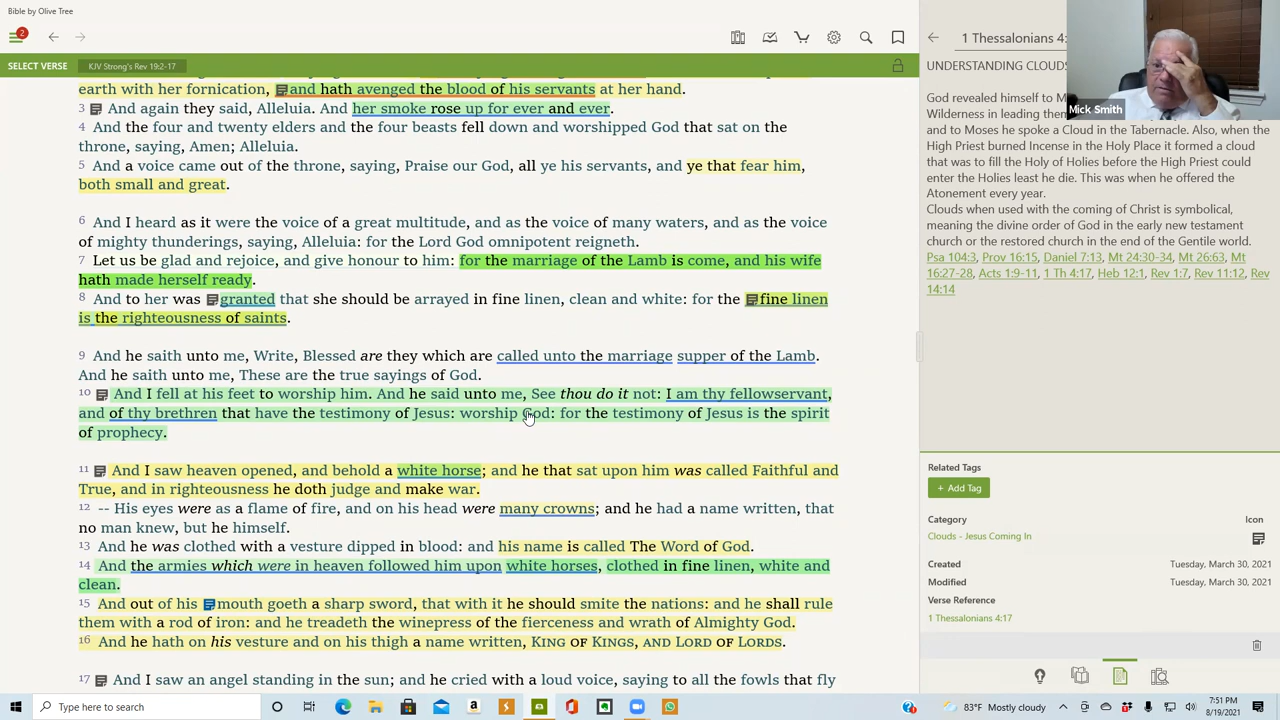 Bible by Olive Tree
2
SELECT VERSE
KJV Strong's Rev 19:2-17
earth with her fornication, and hath avenged the blood of his servants at her hand.
3 And again they said, Alleluia. And her smoke rose up for ever and ever.
4 And the four and twenty elders and the four beasts fell down and worshipped God that sat on the
throne, saying, Amen; Alleluia.
5 And a voice came out of the throne, saying, Praise our God, all ye his servants, and ye that fear him,
both small and great.
6 And I heard as it were the voice of a great multitude, and as the voice of many waters, and as the voice
of mighty thunderings, saying, Alleluia: for the Lord God omnipotent reigneth.
7 Let us be glad and rejoice, and give honour to him: for the marriage of the Lamb is come, and his wife
hath made herself ready.
8 And to her was granted that she should be arrayed in fine linen, clean and white: for the fine linen
is the righteousness of saints.
9 And he saith unto me, Write, Blessed are they which are called unto the marriage supper of the Lamb.
And he saith unto me, These are the true sayings of God.
10 And I fell at his feet to worship him. And he said unto me, See thou do it not: I am thy fellowservant,
and of thy brethren that have the testimony of Jesus: worship God: for the testimony of Jesus is the spirit
of prophecy.
11 And I saw heaven opened, and behold a white horse; and he that sat upon him was called Faithful and
True, and in righteousness he doth judge and make war.
12 -- His eyes were as a flame of fire, and on his head were many crowns; and he had a name written, that
no man knew, but he himself.
13 And he was clothed with a vesture dipped in blood: and his name is called The Word of God.
14 And the armies which were in heaven followed him upon white horses, clothed in fine linen, white and
clean.
15 And out of his mouth goeth a sharp sword, that with it he should smite the nations: and he shall rule
them with a rod of iron: and he treadeth the winepress of the fierceness and wrath of Almighty God.
16 And he hath on his vesture and on his thigh a name written, KING OF KINGS, AND LORD OF LORDS.
17 And I saw an angel standing in the sun; and he cried with a loud voice, saying to all the fowls that fly
1 Thessalonians 4:
UNDERSTANDING CLOUDS
God revealed himself to M
Wilderness in leading them
and to Moses he spoke a Cloud in the Tabernacle. Also, when the
High Priest burned Incense in the Holy Place it formed a cloud
that was to fill the Holy of Holies before the High Priest could
enter the Holies least he die. This was when he offered the
Atonement every year.
Clouds when used with the coming of Christ is symbolical,
meaning the divine order of God in the early new testament
church or the restored church in the end of the Gentile world.
Psa 104:3, Prov 16:15, Daniel 7:13, Mt 24:30-34, Mt 26:63, Mt
16:27-28, Acts 1:9-11, 1 Th 4:17, Heb 12:1, Rev 1:7, Rev 11:12, Rev
14:14
Mick Smith
Related Tags
+ Add Tag
Category
Icon
Clouds - Jesus Coming In
Created
Tuesday, March 30, 2021
Modified
Tuesday, March 30, 2021
Verse Reference
1 Thessalonians 4:17
Type here to search
83°F Mostly cloudy
7:51 PM
8/19/2021